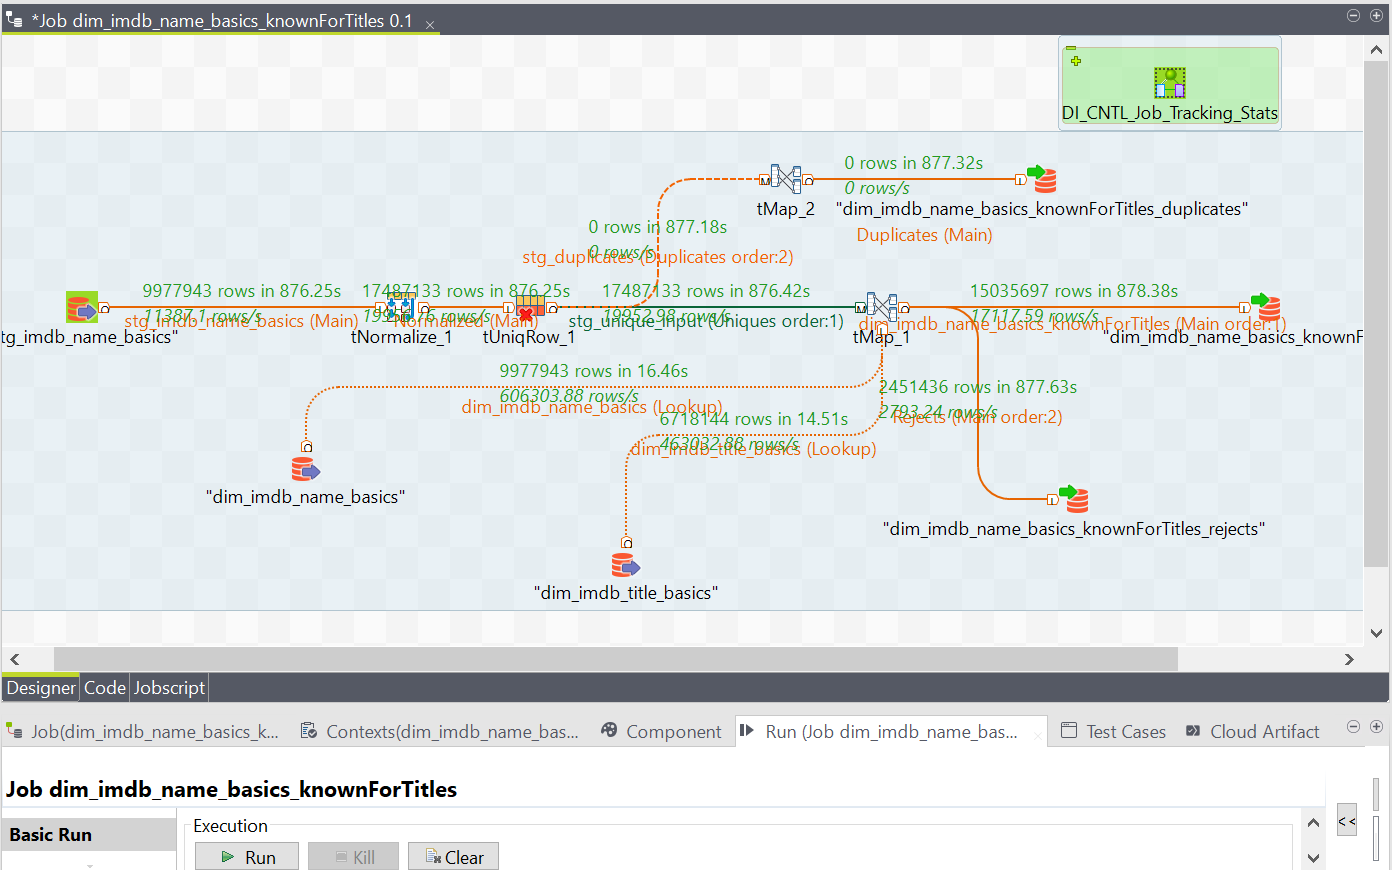 *Job dim_imdb_name_basics_knownForTitles 0.1
DI_CNTL_Job_Tracking_Stats
0 rows in 877.32s
0 rows/s
tMap_2
"dim_imdb_name_basics_knownForTitles_duplicates"
Duplicates (Main)
0 rows in 877.18s
0 rows/s
stg_duplicates (Duplicates order:2)
9977943 rows in 876.25s
11387.1 rows/s
stg_imdb_name_basics (Main)
17487133 rows in 876.25s
rows/s
Normalized (Main)
17487133 rows in 876.42s
19952.98 rows/s
stg_unique_input (Uniques order:1)
15035697 rows in 878.38s
17117.59 rows/s
dim_imdb_name_basics_knownForTitles (Main order:1)
tg_imdb_name_basics"
tNormalize_1
tUniqRow_1
tMap_1
"dim_imdb_name_basics_knownF
9977943 rows in 16.46s
606303.88 rows/s
dim_imdb_name_basics (Lookup)
2451436 rows in 877.63s
2793.24 rows/s
Rejects (Main order:2)
6718144 rows in 14.51s
463032.88 rows/s
dim_imdb_title_basics (Lookup)
"dim_imdb_name_basics"
"dim_imdb_name_basics_knownForTitles_rejects"
"dim_imdb_title_basics"
Designer Code Jobscript
Job(dim_imdb_name_basics_k... Contexts(dim_imdb_name_bas... Component Run (Job dim_imdb_name_bas... Test Cases Cloud Artifact
Job dim_imdb_name_basics_knownForTitles
Basic Run
Execution
Run Kill Clear
<<